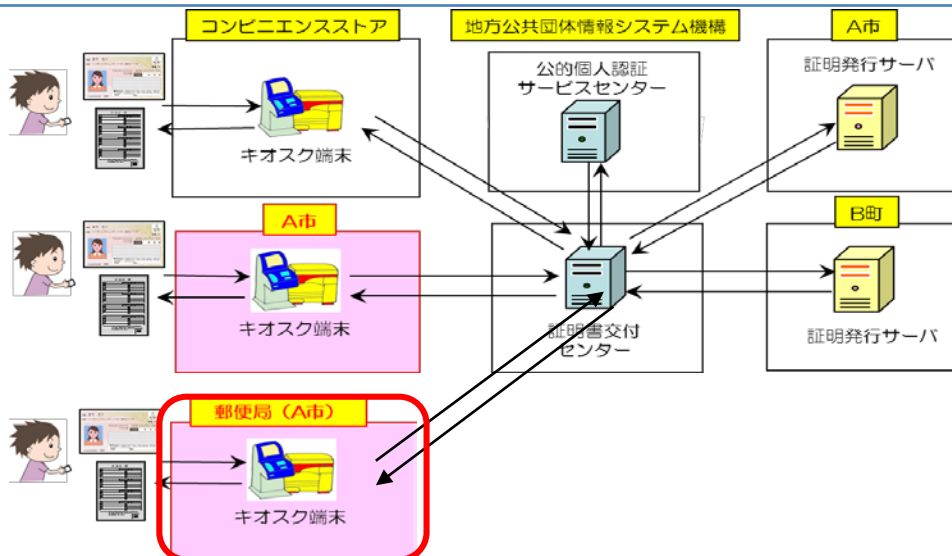 コンビニエンスストア
キオスク端末
地方公共団体情報システム機構
公的個人認証
サービスセンター
A市
証明発行サーバ
A市
キオスク端末
証明書交付
センター
B町
証明発行サーバ
郵便局（A市）
キオスク端末